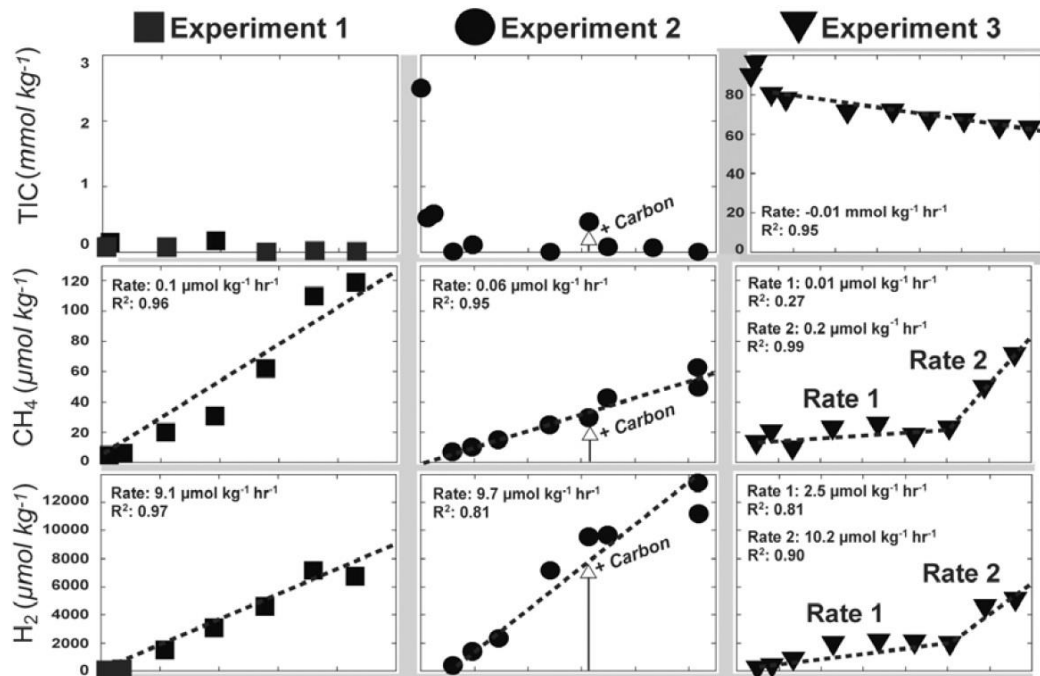 Experiment 1
Experiment 2
Experiment 3
TIC (mmol kg⁻¹)
3
2
1
0
+ Carbon
80
60
40
20
0
Rate: -0.01 mmol kg⁻¹ hr⁻¹
R²: 0.95
CH₄ (μmol kg⁻¹)
120
100
80
60
40
20
0
Rate: 0.1 μmol kg⁻¹ hr⁻¹
R²: 0.96
Rate: 0.06 μmol kg⁻¹ hr⁻¹
R²: 0.95
+ Carbon
Rate 1: 0.01 μmol kg⁻¹ hr⁻¹
R²: 0.27
Rate 2: 0.2 μmol kg⁻¹ hr⁻¹
R²: 0.99
Rate 1
Rate 2
H₂ (μmol kg⁻¹)
12000
10000
8000
6000
4000
2000
0
Rate: 9.1 μmol kg⁻¹ hr⁻¹
R²: 0.97
Rate: 9.7 μmol kg⁻¹ hr⁻¹
R²: 0.81
+ Carbon
Rate 1: 2.5 μmol kg⁻¹ hr⁻¹
R²: 0.81
Rate 2: 10.2 μmol kg⁻¹ hr⁻¹
R²: 0.90
Rate 1
Rate 2